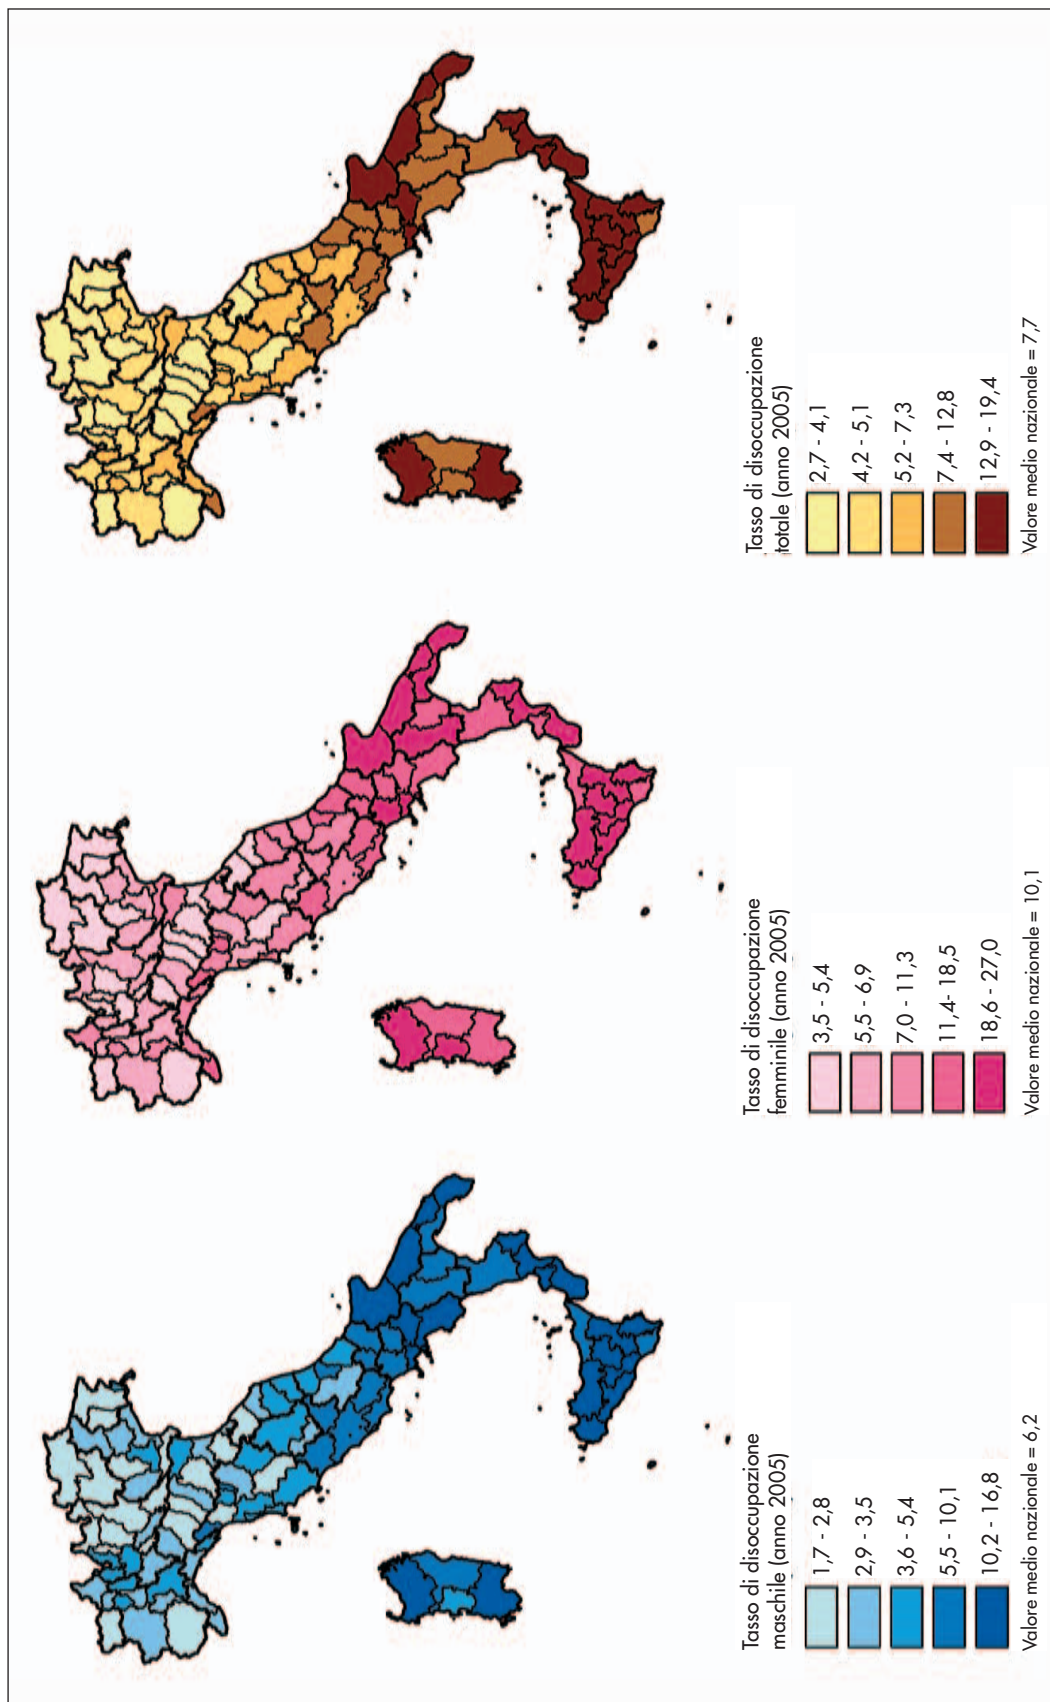 Tasso di disoccupazione
maschile (anno 2005)
1,7 - 2,8
2,9 - 3,5
3,6 - 5,4
5,5 - 10,1
10,2 - 16,8
Valore medio nazionale = 6,2
Tasso di disoccupazione
femminile (anno 2005)
3,5 - 5,4
5,5 - 6,9
7,0 - 11,3
11,4- 18,5
18,6 - 27,0
Valore medio nazionale = 10,1
Tasso di disoccupazione
totale (anno 2005)
2,7 - 4,1
4,2 - 5,1
5,2 - 7,3
7,4 - 12,8
12,9 - 19,4
Valore medio nazionale = 7,7